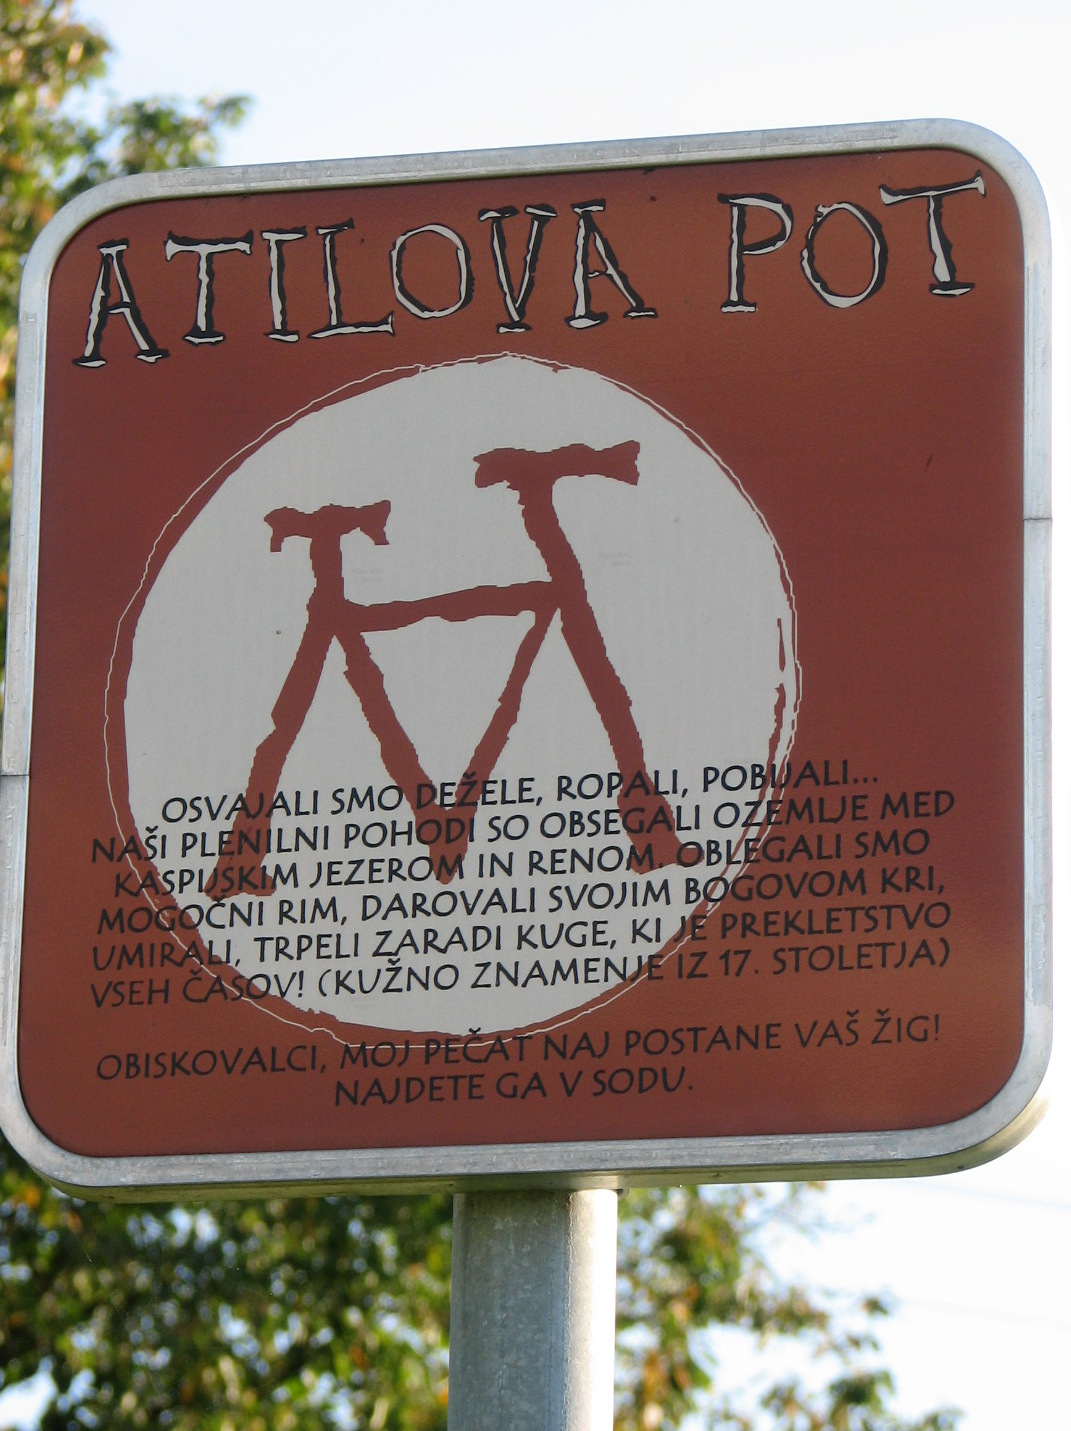 ATILOVA POT
OSVAJALI SMO DEŽELE, ROPALI, POBIJALI...
NAŠI PLENILNI POHODI SO OBSEGALI OZEMLJE MED
KASPIJSKIM JEZEROM IN RENOM. OBLEGALI SMO
MOGOČNI RIM, DAROVALI SVOJIM BOGOVOM KRI,
UMIRALI, TRPELI ZARADI KUGE, KI JE PREKLETSTVO
VSEH ČASOV! (KUŽNO ZNAMENJE IZ 17. STOLETJA)
OBISKOVALCI, MOJ PEČAT NAJ POSTANE VAŠ ŽIG!
NAJDETE GA V SODU.